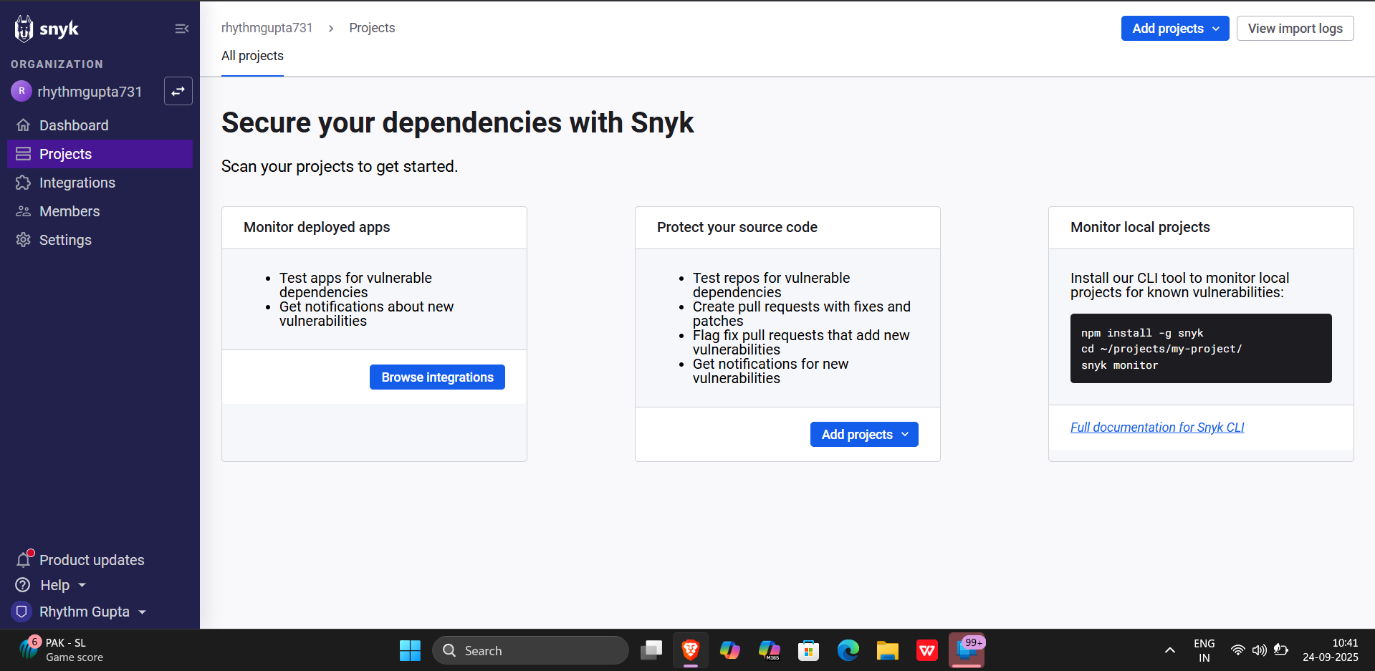 snyk
ORGANIZATION
R
rhythmgupta731
Dashboard
Projects
Integrations
Members
Settings
Product updates
Help
Rhythm Gupta
rhythmgupta731 > Projects
Add projects
View import logs
All projects
Secure your dependencies with Snyk
Scan your projects to get started.
Monitor deployed apps
Test apps for vulnerable
dependencies
Get notifications about new
vulnerabilities
Browse integrations
Protect your source code
Test repos for vulnerable
dependencies
Create pull requests with fixes and
patches
Flag fix pull requests that add new
vulnerabilities
Get notifications for new
vulnerabilities
Add projects
Monitor local projects
Install our CLI tool to monitor local
projects for known vulnerabilities:
npm install -g snyk
cd ~/projects/my-project/
snyk monitor
Full documentation for Snyk CLI
6
PAK - SL
Game score
Search
M365
W
99+
ENG
IN
10:41
24-09-2025